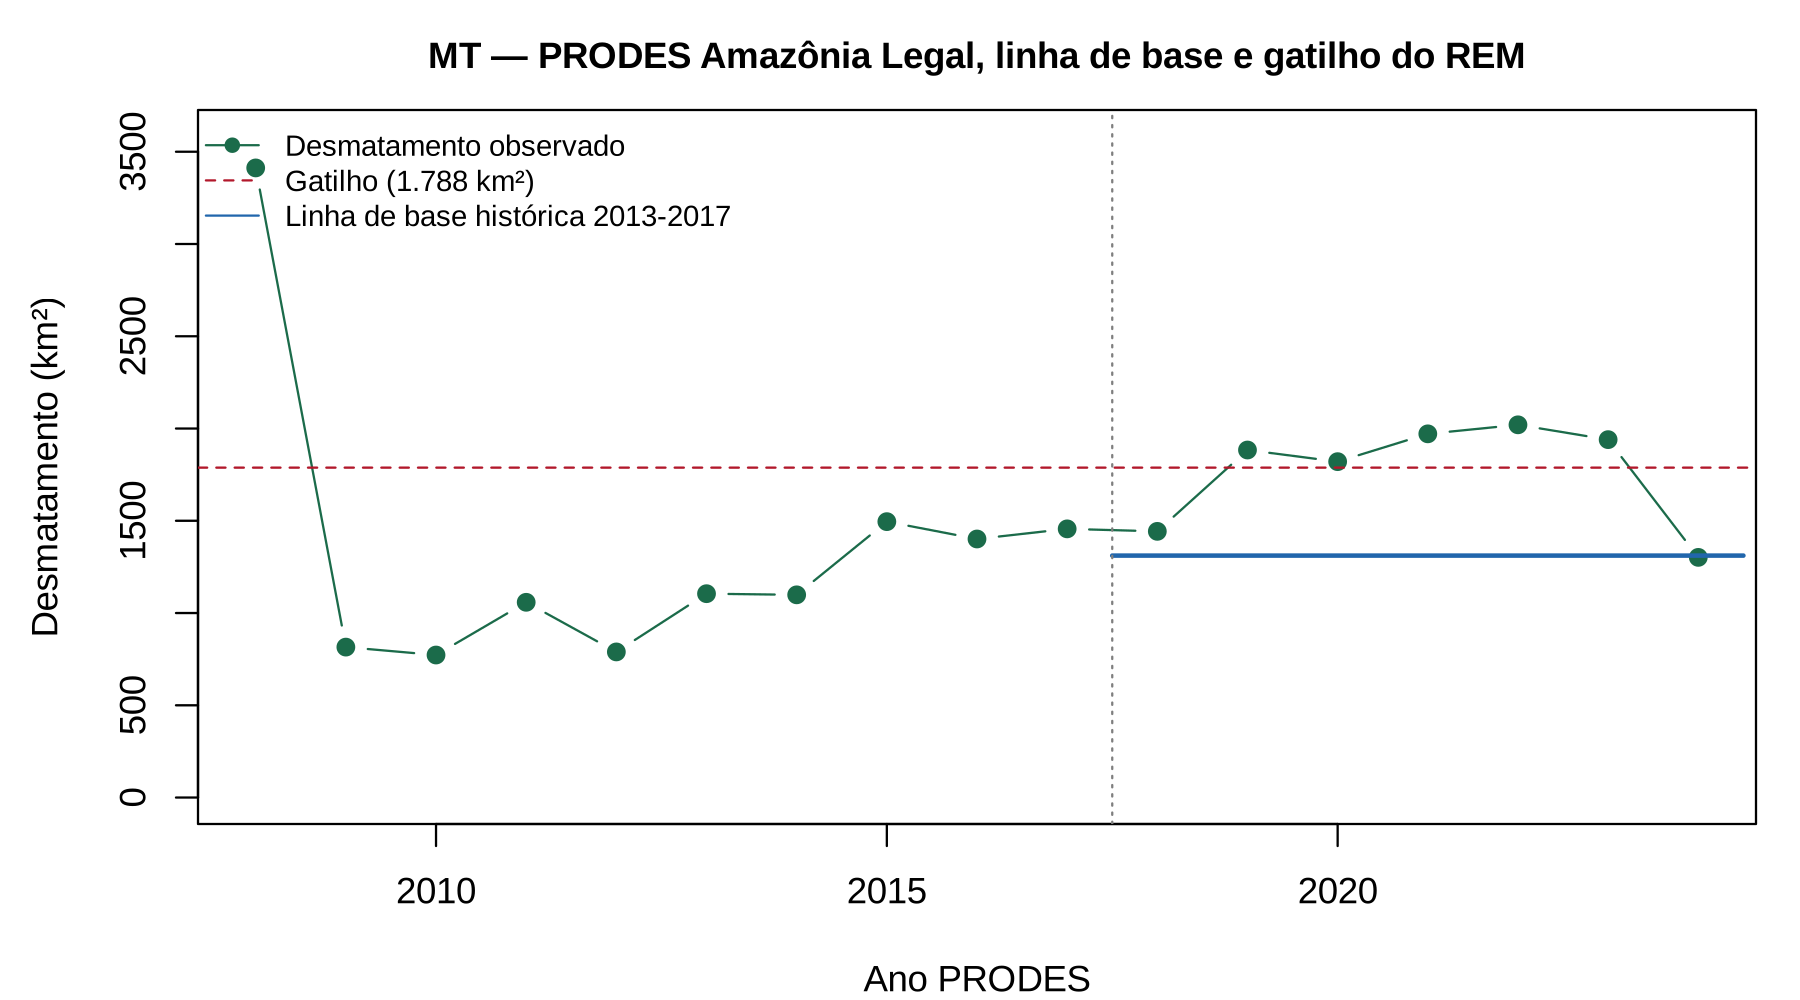 MT — PRODES Amazônia Legal, linha de base e gatilho do REM
Desmatamento observado
Gatilho (1.788 km²)
Linha de base histórica 2013-2017
Desmatamento (km²)
3500
2500
1500
500
0
2010
2015
2020
Ano PRODES